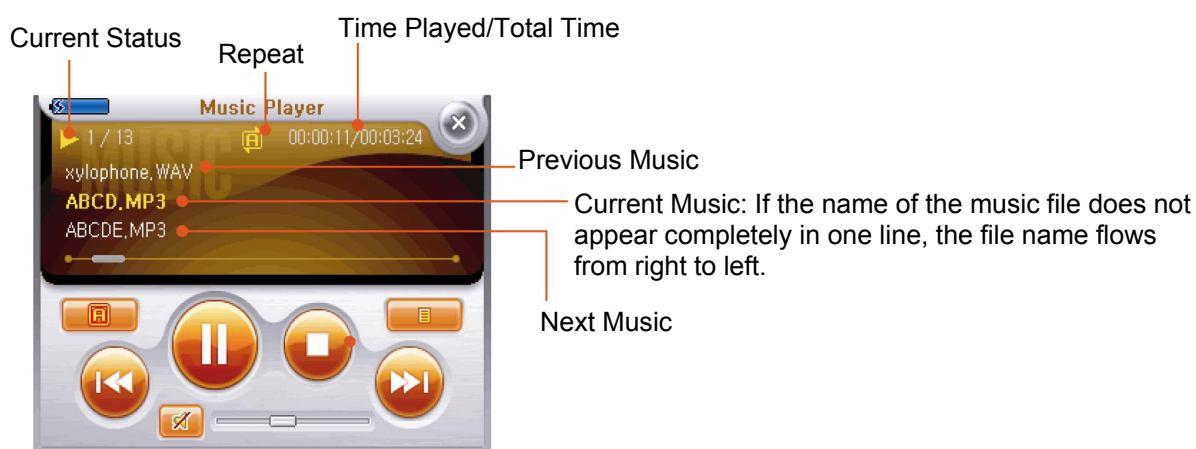 Current Status
Repeat
Time Played/Total Time
Music Player
1 / 13
A
00:00:11/00:03:24
MUSIC
xylophone.WAV
Previous Music
ABCD.MP3
Current Music: If the name of the music file does not
appear completely in one line, the file name flows
from right to left.
ABCDE.MP3
Next Music
A